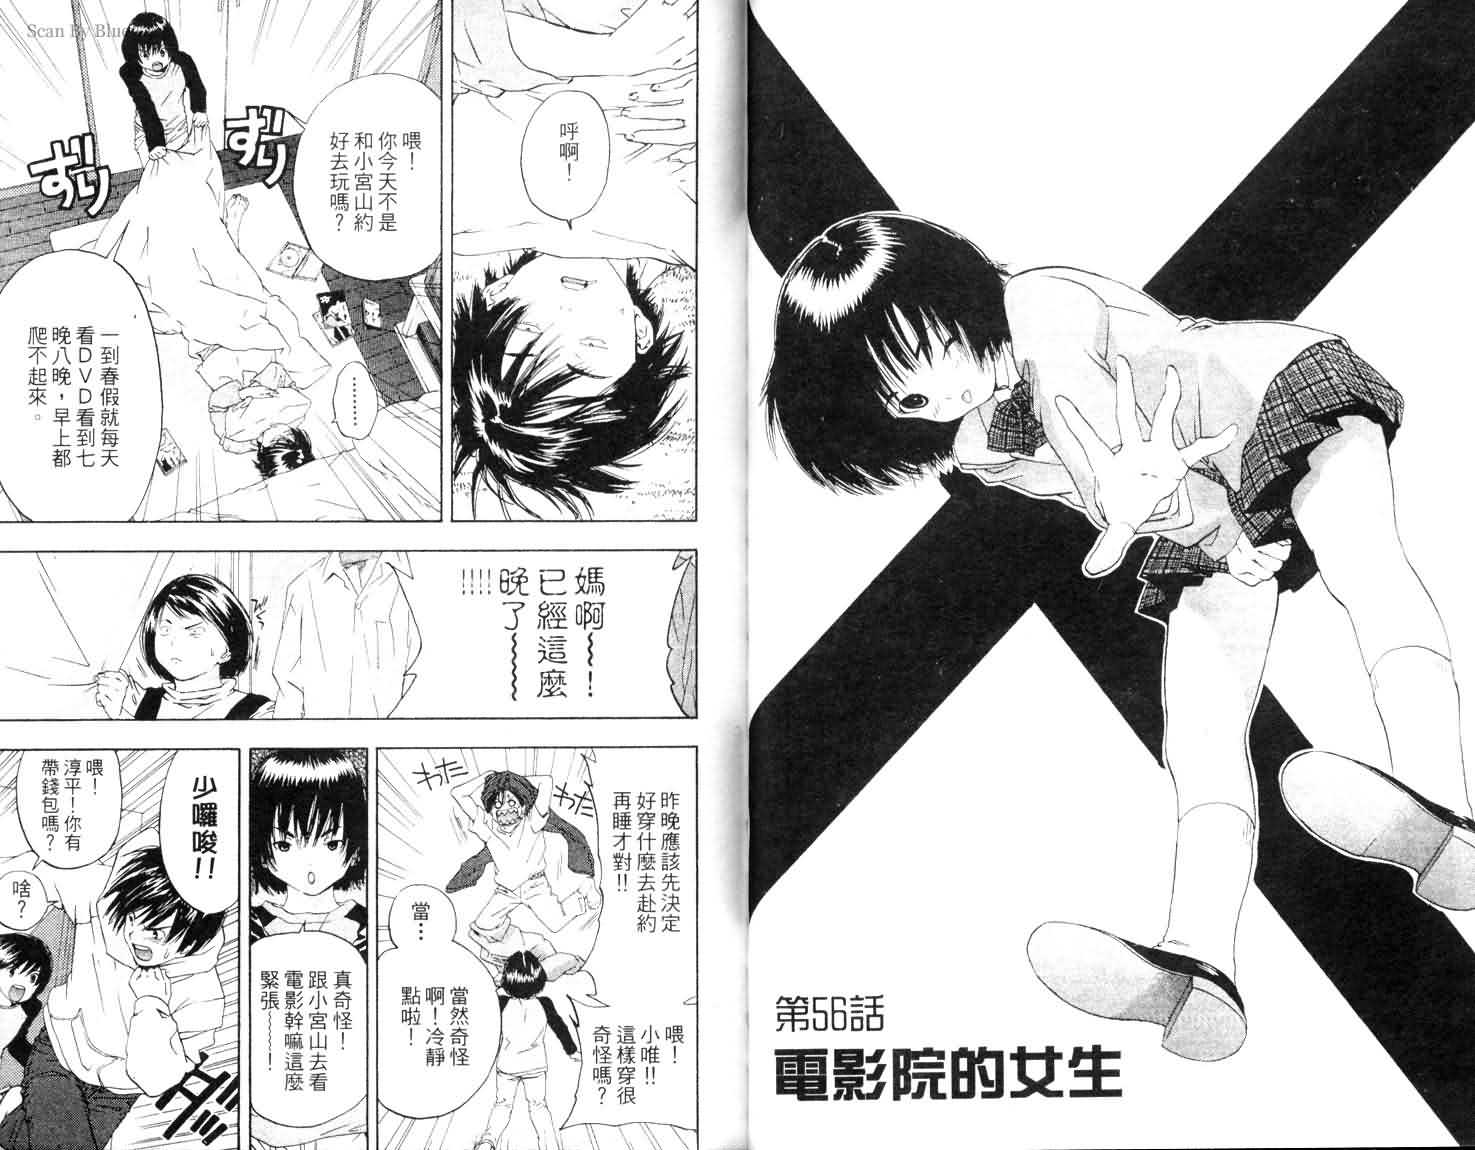 Scan By Blue
第56話
電影院的女生
呼啊！
喂！
你今天不是
和小宮山約
好去玩嗎？
ずり
ずり
………
一到春假就每天
看ＤＶＤ看到七
晚八晚，早上都
爬不起來。
媽啊～～！
已經這麼
晚了～～～～
!!!!
昨晚應該先決定
好穿什麼去赴約
再睡才對!!
わた
わた
喂！
小唯!!
這樣穿很
奇怪嗎？
當…
當然奇怪
啊！冷靜
點啦！
真奇怪！
跟小宮山去看
電影幹嘛這麼
緊張～～～！
少囉唆!!
喂！
淳平！你有
帶錢包嗎？
啥？